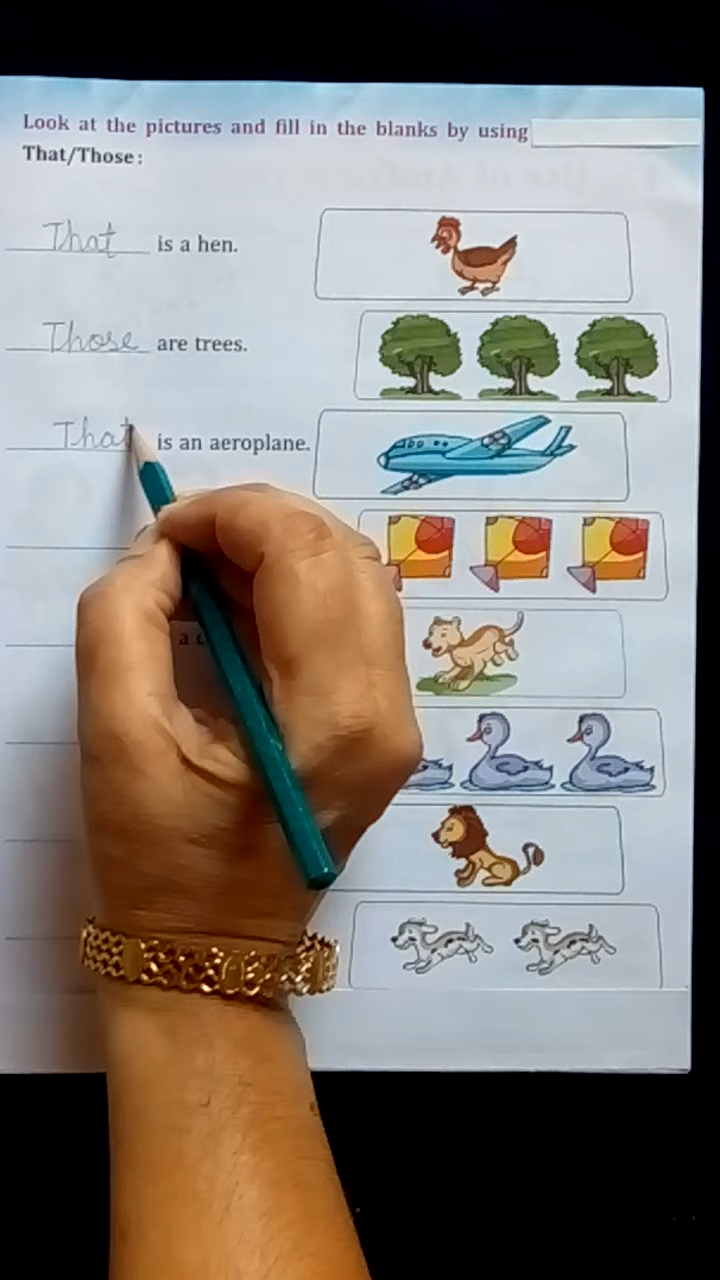 Look at the pictures and fill in the blanks by using
That/Those:
That is a hen.
Those are trees.
That is an aeroplane.
a